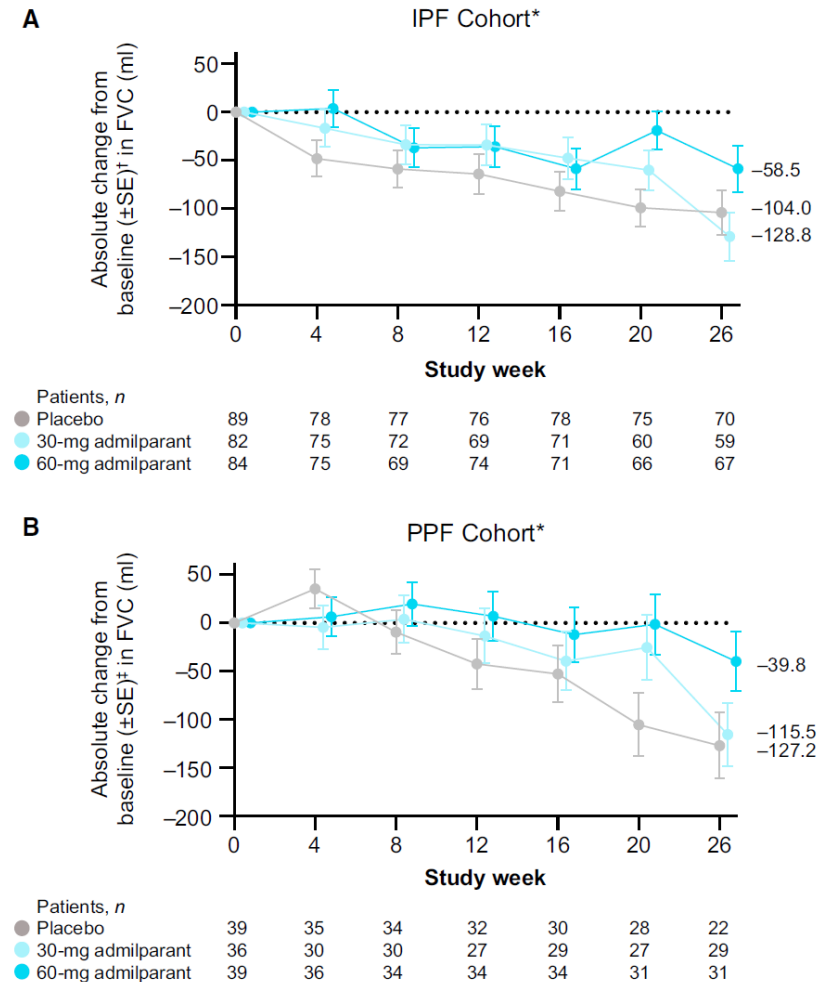 A
IPF Cohort*
Absolute change from
baseline (±SE)† in FVC (ml)
50
0
–50
–100
–150
–200
–58.5
–104.0
–128.8
0 4 8 12 16 20 26
Study week
Patients, n
Placebo 89 78 77 76 78 75 70
30-mg admilparant 82 75 72 69 71 60 59
60-mg admilparant 84 75 69 74 71 66 67
B
PPF Cohort*
Absolute change from
baseline (±SE)‡ in FVC (ml)
50
0
–50
–100
–150
–200
–39.8
–115.5
–127.2
0 4 8 12 16 20 26
Study week
Patients, n
Placebo 39 35 34 32 30 28 22
30-mg admilparant 36 30 30 27 29 27 29
60-mg admilparant 39 36 34 34 34 31 31